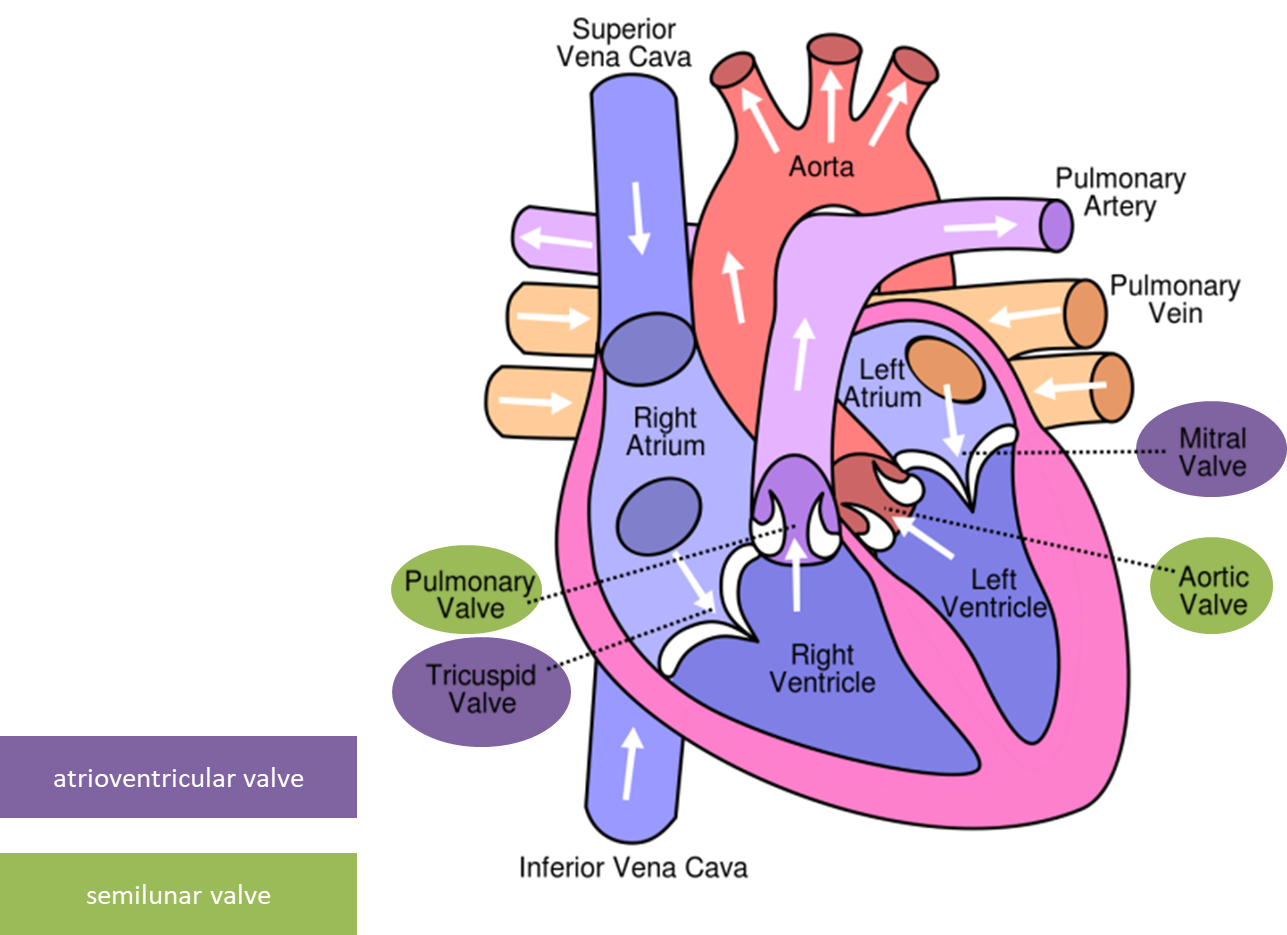 Superior
Vena Cava
Aorta
Pulmonary
Artery
Pulmonary
Vein
Left
Atrium
Right
Atrium
Mitral
Valve
Pulmonary
Valve
Left
Ventricle
Aortic
Valve
Tricuspid
Valve
Right
Ventricle
atrioventricular valve
Inferior Vena Cava
semilunar valve